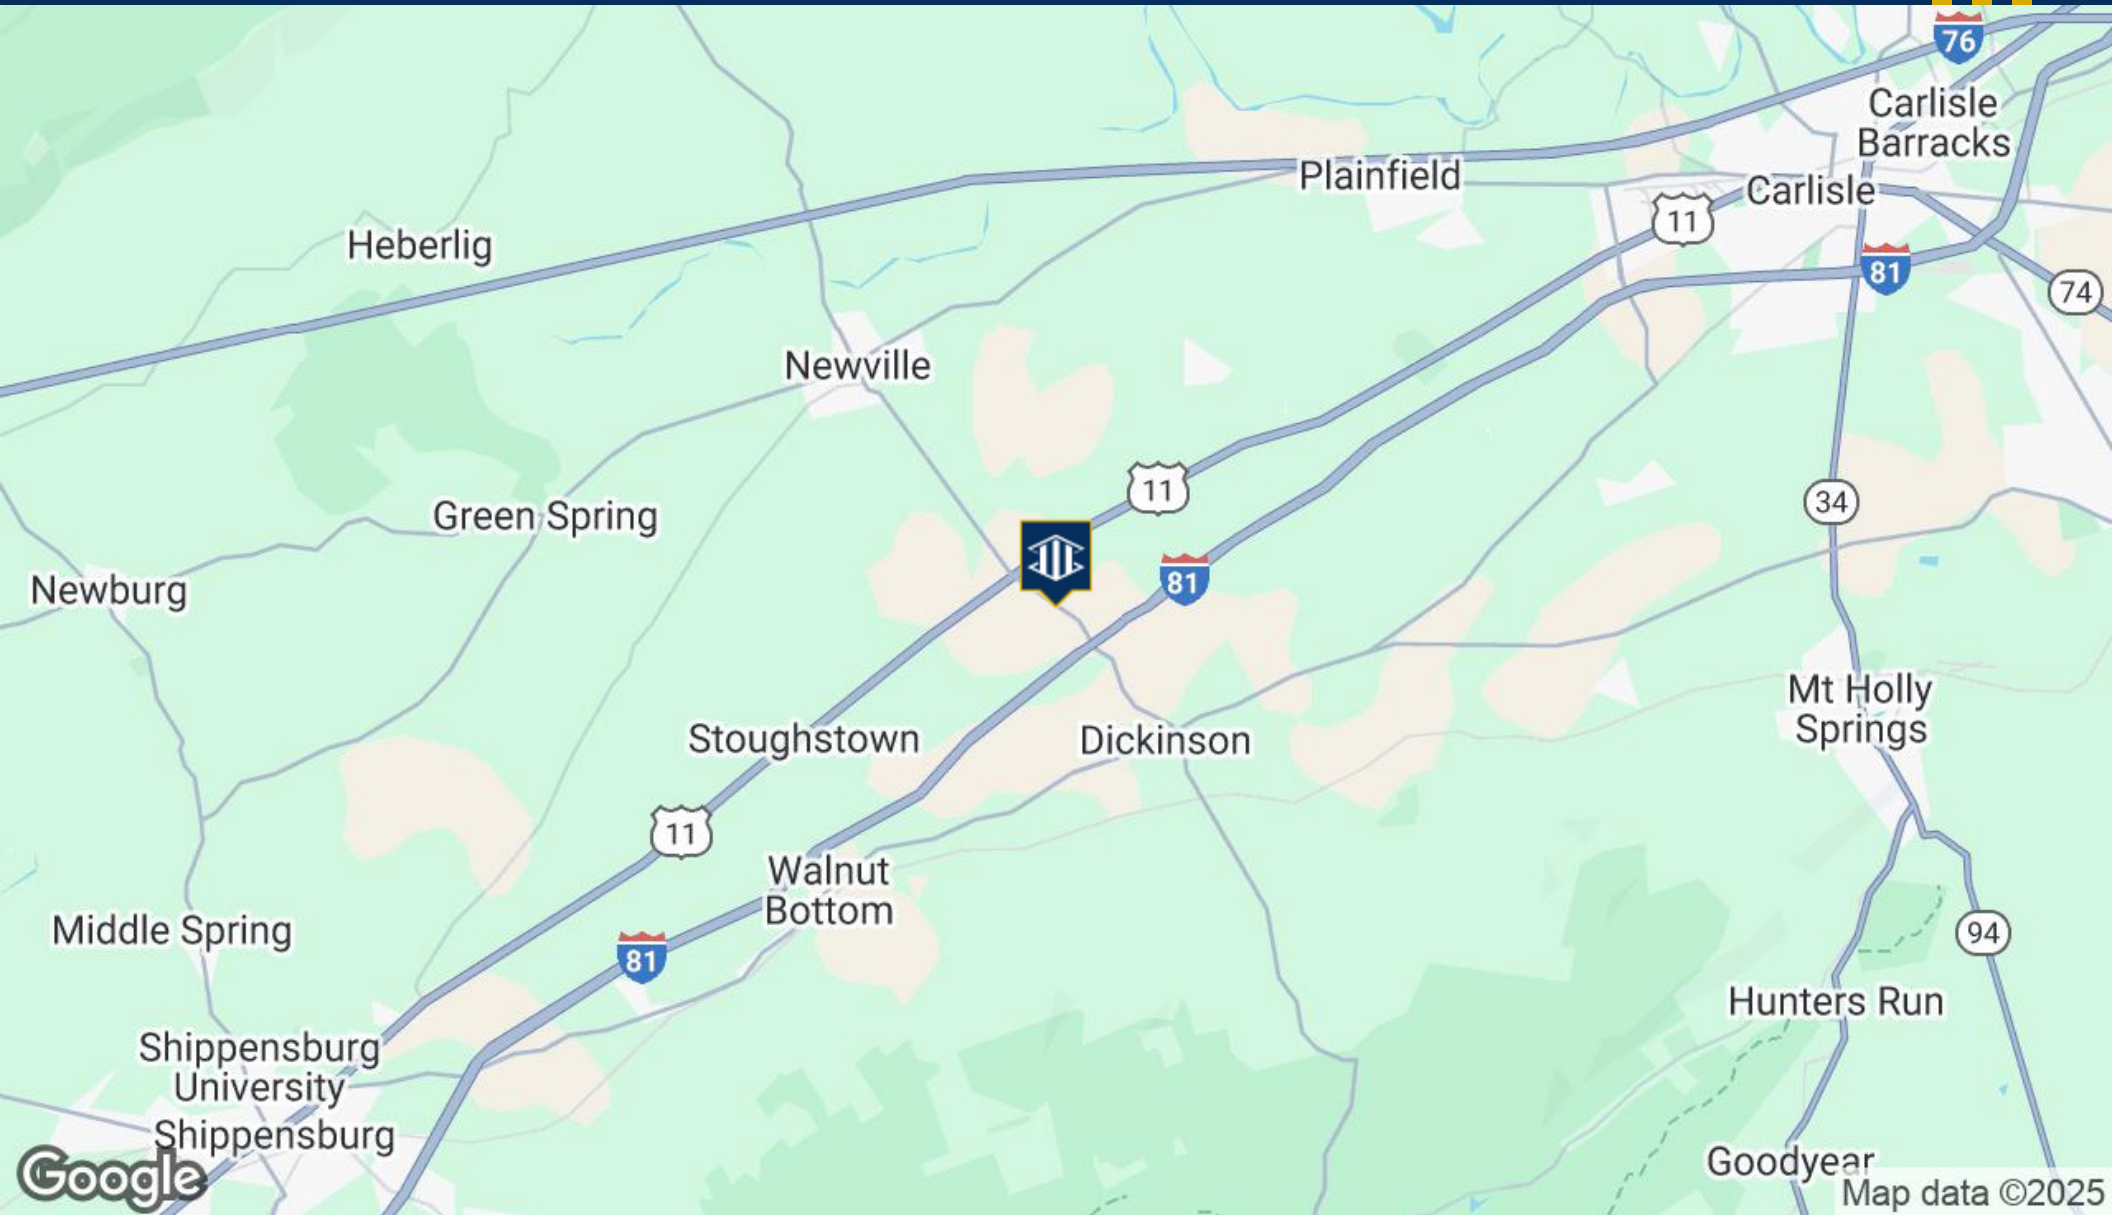 76
Carlisle
Barracks
Plainfield
Carlisle
11
Heberlig
81
74
Newville
11
34
Green Spring
81
Newburg
Mt Holly
Springs
Stoughstown
Dickinson
11
Walnut
Bottom
Middle Spring
94
81
Hunters Run
Shippensburg
University
Shippensburg
Goodyear
Google
Map data ©2025